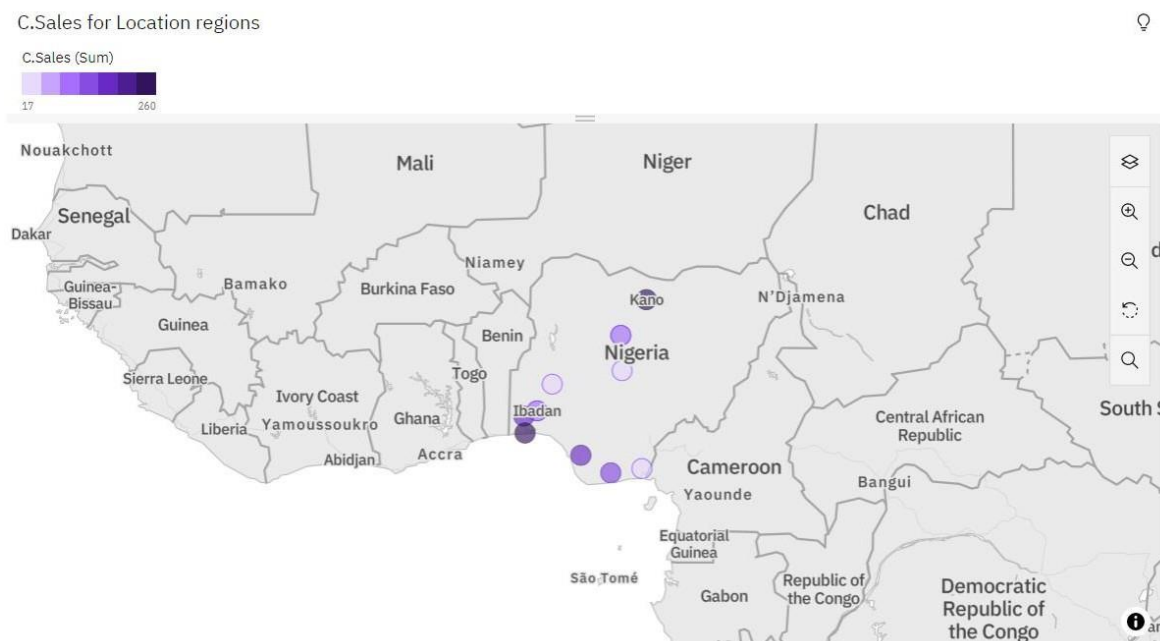 C.Sales for Location regions
C.Sales (Sum)
17 260
Nouakchott
Mali
Niger
Chad
Senegal
Dakar
Niamey
Guinea-
Bissau
Bamako
Burkina Faso
Kano
N'Djamena
Guinea
Benin
Nigeria
Sierra Leone
Togo
Ivory Coast
Ghana
Ibadan
Liberia
Yamoussoukro
Central African
Republic
Abidjan
Accra
Cameroon
Bangui
Yaounde
Equatorial
Guinea
São Tomé
Gabon
Republic of
the Congo
Democratic
Republic of
the Congo